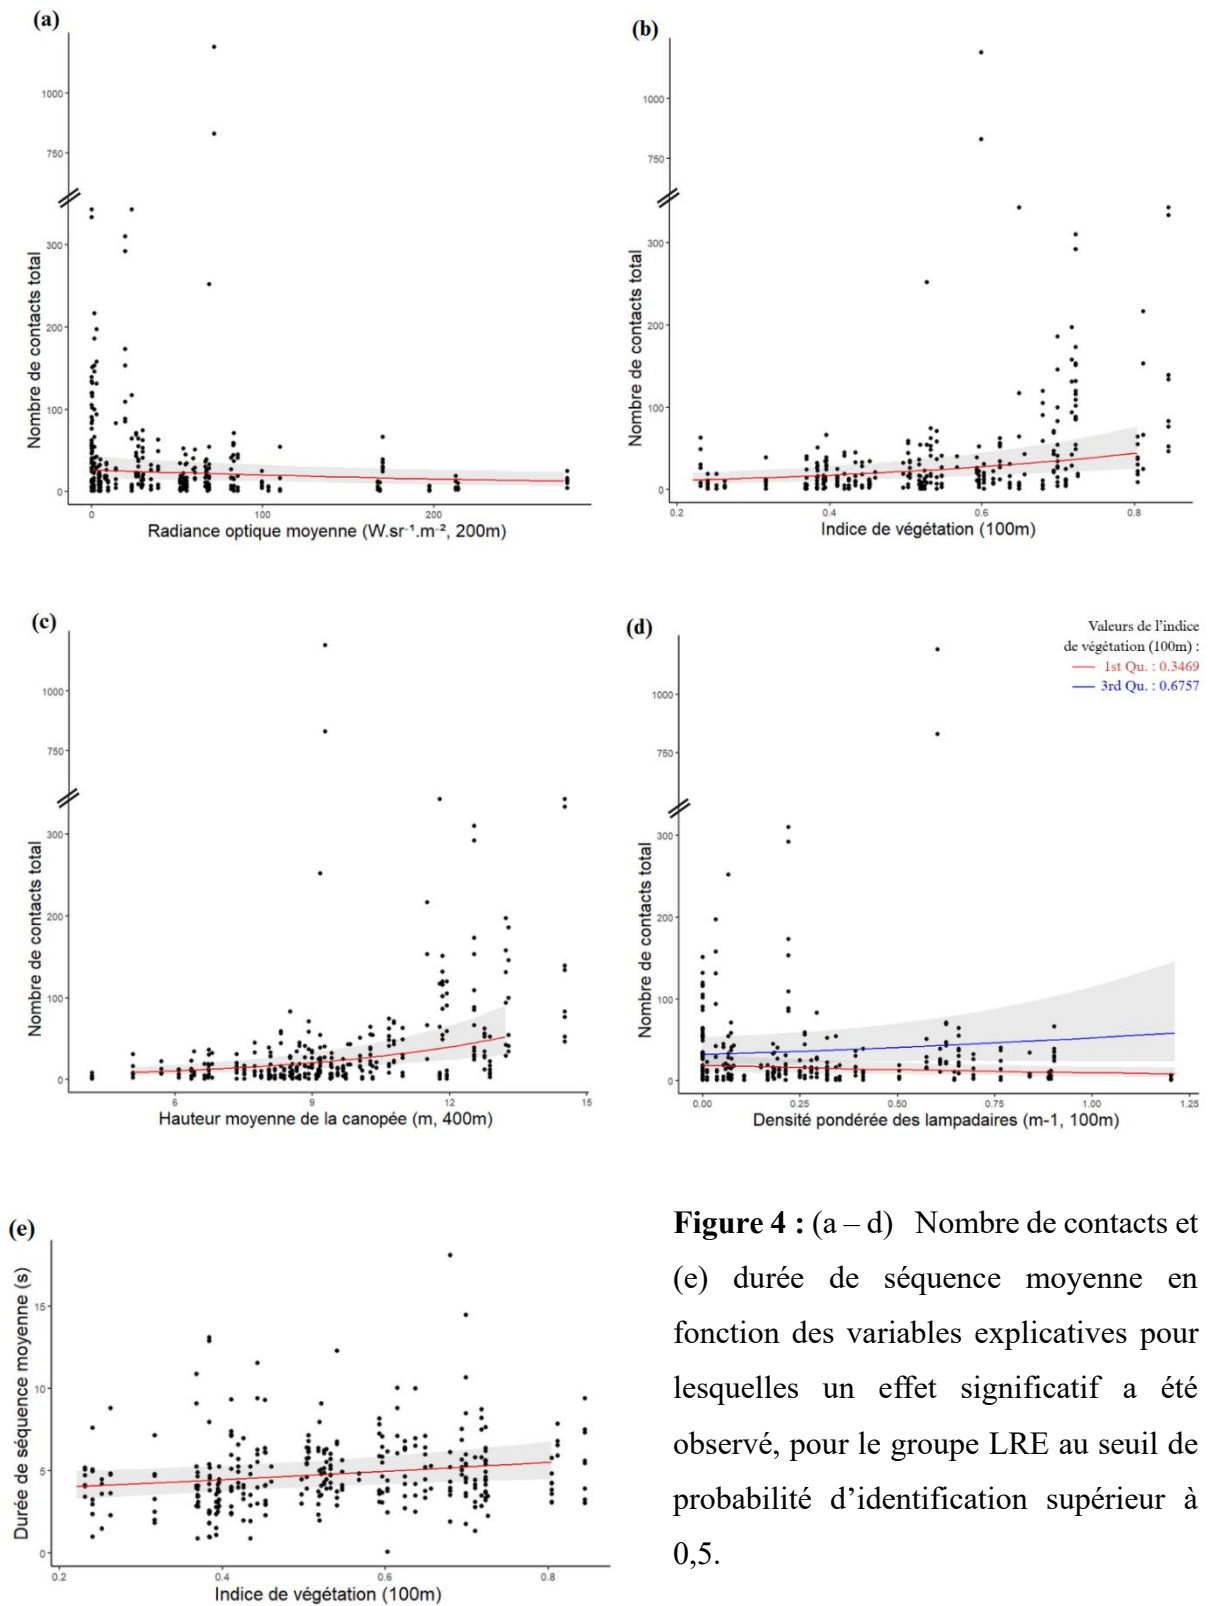 (a)
1000
750
300
200
100
0
Nombre de contacts total
0 100 200
Radiance optique moyenne (W.sr⁻¹.m⁻², 200m)
(b)
1000
750
300
200
100
0
Nombre de contacts total
0.2 0.4 0.6 0.8
Indice de végétation (100m)
(c)
1000
750
300
200
100
0
Nombre de contacts total
6 9 12 15
Hauteur moyenne de la canopée (m, 400m)
(d)
Valeurs de l'indice
de végétation (100m) :
1st Qu. : 0.3469
3rd Qu. : 0.6757
1000
750
300
200
100
0
Nombre de contacts total
0.00 0.25 0.50 0.75 1.00 1.25
Densité pondérée des lampadaires (m-1, 100m)
(e)
15
10
5
0
Durée de séquence moyenne (s)
0.2 0.4 0.6 0.8
Indice de végétation (100m)
Figure 4 : (a – d) Nombre de contacts et
(e) durée de séquence moyenne en
fonction des variables explicatives pour
lesquelles un effet significatif a été
observé, pour le groupe LRE au seuil de
probabilité d'identification supérieur à
0,5.